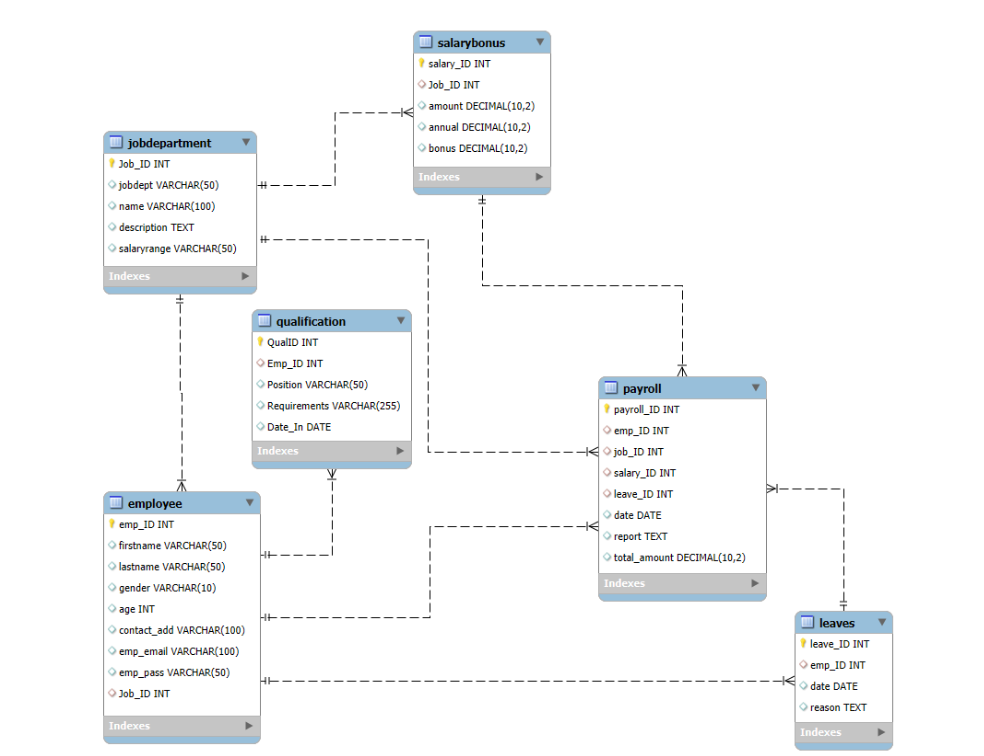 salarybonus
salary_ID INT
Job_ID INT
amount DECIMAL(10,2)
annual DECIMAL(10,2)
bonus DECIMAL(10,2)
Indexes
jobdepartment
Job_ID INT
jobdept VARCHAR(50)
name VARCHAR(100)
description TEXT
salaryrange VARCHAR(50)
Indexes
qualification
QualID INT
Emp_ID INT
Position VARCHAR(50)
Requirements VARCHAR(255)
Date_In DATE
Indexes
payroll
payroll_ID INT
emp_ID INT
job_ID INT
salary_ID INT
leave_ID INT
date DATE
report TEXT
total_amount DECIMAL(10,2)
Indexes
employee
emp_ID INT
firstname VARCHAR(50)
lastname VARCHAR(50)
gender VARCHAR(10)
age INT
contact_add VARCHAR(100)
emp_email VARCHAR(100)
emp_pass VARCHAR(50)
Job_ID INT
Indexes
leaves
leave_ID INT
emp_ID INT
date DATE
reason TEXT
Indexes